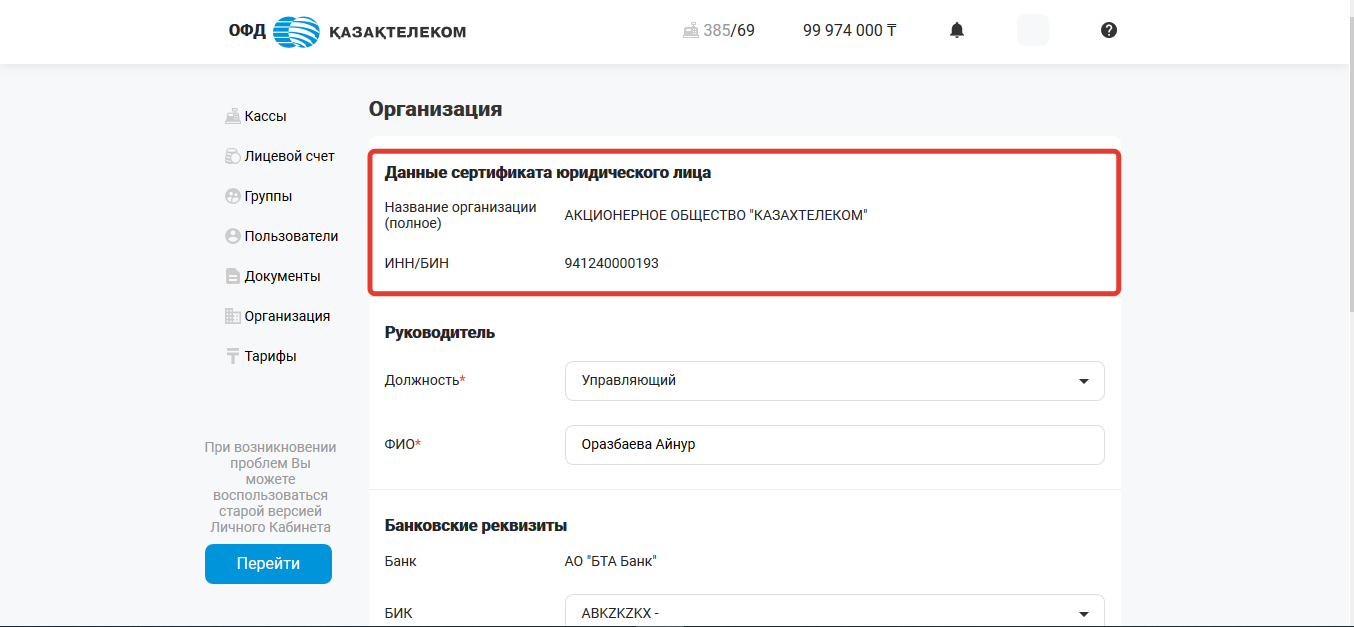 ОФД ҚАЗАҚТЕЛЕКОМ
385/69
99 974 000 ₸
Кассы
Лицевой счет
Группы
Пользователи
Документы
Организация
Тарифы
При возникновении
проблем Вы
можете
воспользоваться
старой версией
Личного Кабинета
Перейти
Организация
Данные сертификата юридического лица
Название организации
(полное)
АКЦИОНЕРНОЕ ОБЩЕСТВО "КАЗАХТЕЛЕКОМ"
ИНН/БИН
941240000193
Руководитель
Должность*
Управляющий
ФИО*
Оразбаева Айнур
Банковские реквизиты
Банк
АО "БТА Банк"
БИК
ABKZKZKX -